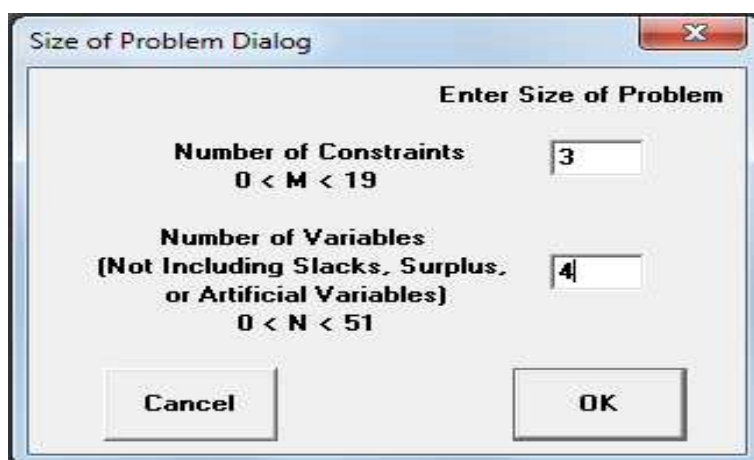 Size of Problem Dialog
X
Enter Size of Problem
Number of Constraints
0 < M < 19
3
Number of Variables
(Not Including Slacks, Surplus,
or Artificial Variables)
0 < N < 51
4
Cancel
OK